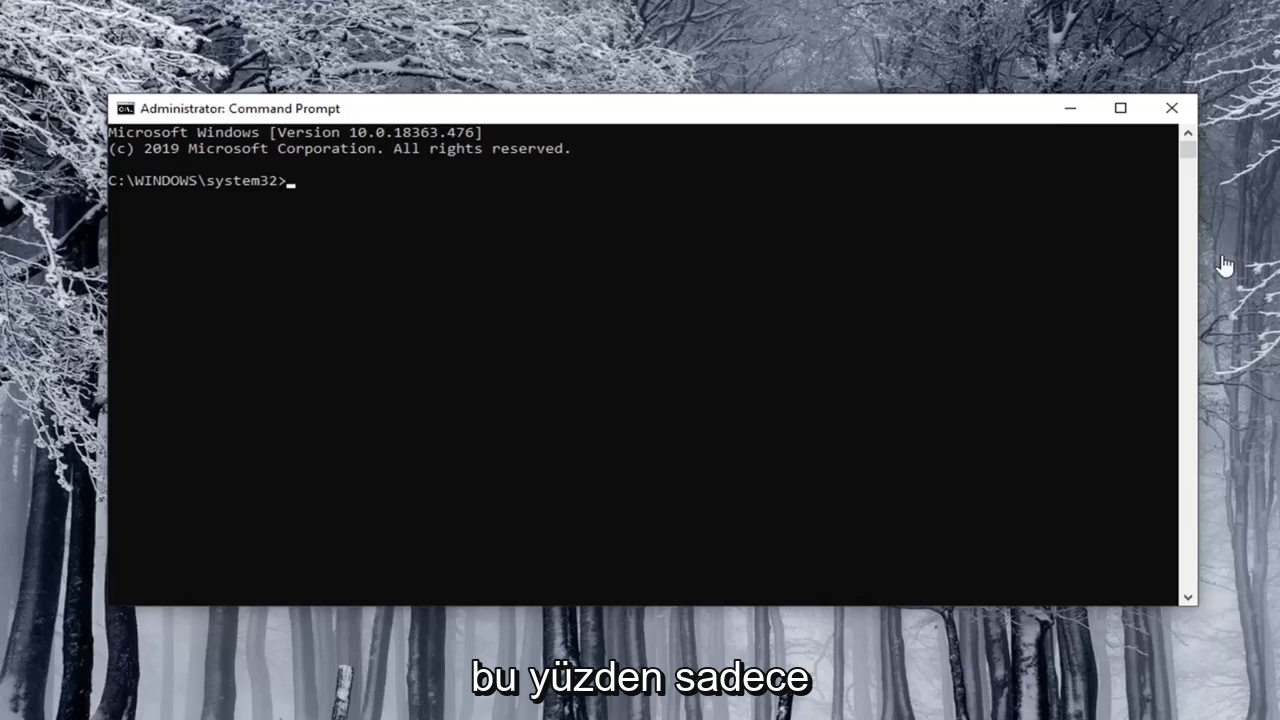 Administrator: Command Prompt
Microsoft Windows [Version 10.0.18363.476]
(c) 2019 Microsoft Corporation. All rights reserved.
C:\WINDOWS\system32>
bu yüzden sadece